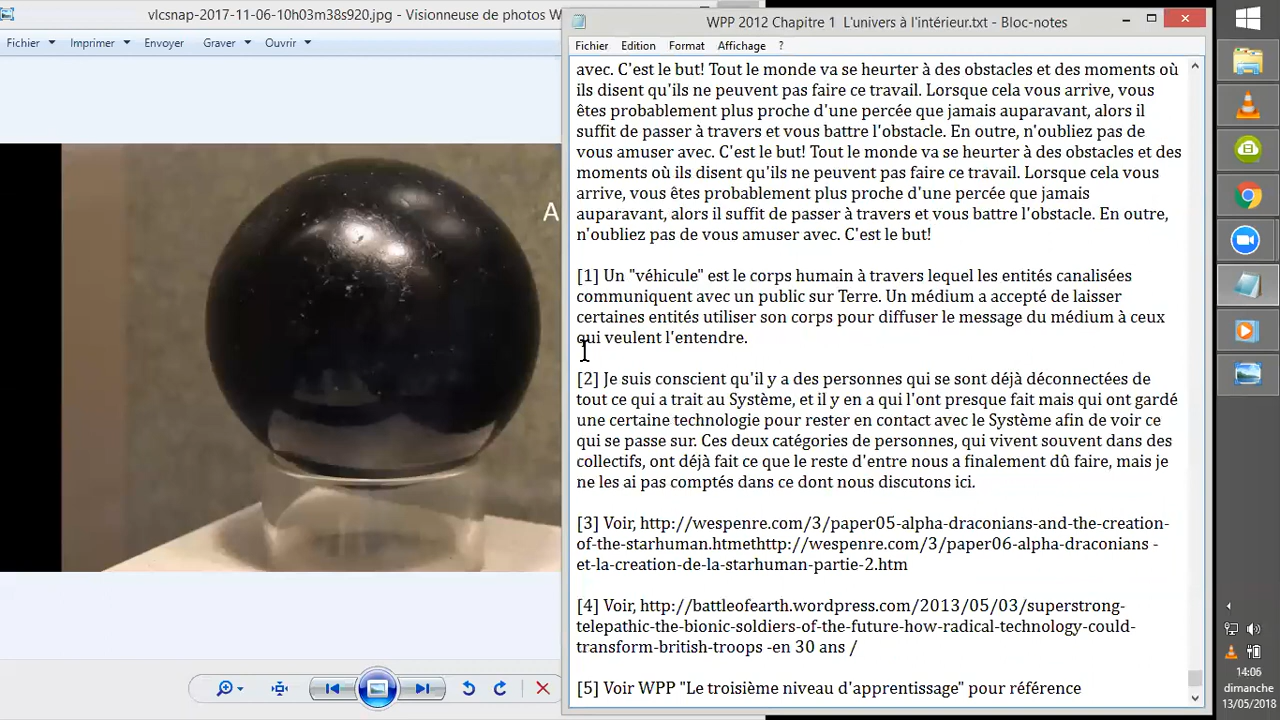 vlcsnap-2017-11-06-10h03m38s920.jpg - Visionneuse de photos W
Fichier
Imprimer
Envoyer
Graver
Ouvrir
A
WPP 2012 Chapitre 1 L'univers à l'intérieur.txt - Bloc-notes
Fichier Edition Format Affichage ?
avec. C'est le but! Tout le monde va se heurter à des obstacles et des moments où
ils disent qu'ils ne peuvent pas faire ce travail. Lorsque cela vous arrive, vous
êtes probablement plus proche d'une percée que jamais auparavant, alors il
suffit de passer à travers et vous battre l'obstacle. En outre, n'oubliez pas de
vous amuser avec. C'est le but! Tout le monde va se heurter à des obstacles et des
moments où ils disent qu'ils ne peuvent pas faire ce travail. Lorsque cela vous
arrive, vous êtes probablement plus proche d'une percée que jamais
auparavant, alors il suffit de passer à travers et vous battre l'obstacle. En outre,
n'oubliez pas de vous amuser avec. C'est le but!
[1] Un "véhicule" est le corps humain à travers lequel les entités canalisées
communiquent avec un public sur Terre. Un médium a accepté de laisser
certaines entités utiliser son corps pour diffuser le message du médium à ceux
qui veulent l'entendre.
[2] Je suis conscient qu'il y a des personnes qui se sont déjà déconnectées de
tout ce qui a trait au Système, et il y en a qui l'ont presque fait mais qui ont gardé
une certaine technologie pour rester en contact avec le Système afin de voir ce
qui se passe sur. Ces deux catégories de personnes, qui vivent souvent dans des
collectifs, ont déjà fait ce que le reste d'entre nous a finalement dû faire, mais je
ne les ai pas comptés dans ce dont nous discutons ici.
[3] Voir, http://wespenre.com/3/paper05-alpha-draconians-and-the-creation-
of-the-starhuman.htmethttp://wespenre.com/3/paper06-alpha-draconians -
et-la-creation-de-la-starhuman-partie-2.htm
[4] Voir, http://battleofearth.wordpress.com/2013/05/03/superstrong-
telepathic-the-bionic-soldiers-of-the-future-how-radical-technology-could-
transform-british-troops -en 30 ans /
[5] Voir WPP "Le troisième niveau d'apprentissage" pour référence
14:06
dimanche
13/05/2018